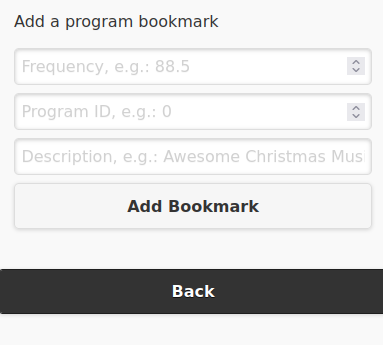 Add a program bookmark
Frequency, e.g.: 88.5
Program ID, e.g.: 0
Description, e.g.: Awesome Christmas Mus
Add Bookmark
Back